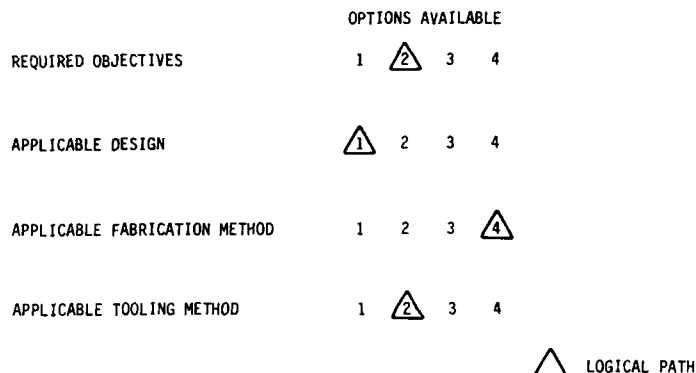 OPTIONS AVAILABLE
REQUIRED OBJECTIVES 1 2 3 4
APPLICABLE DESIGN 1 2 3 4
APPLICABLE FABRICATION METHOD 1 2 3 4
APPLICABLE TOOLING METHOD 1 2 3 4
LOGICAL PATH